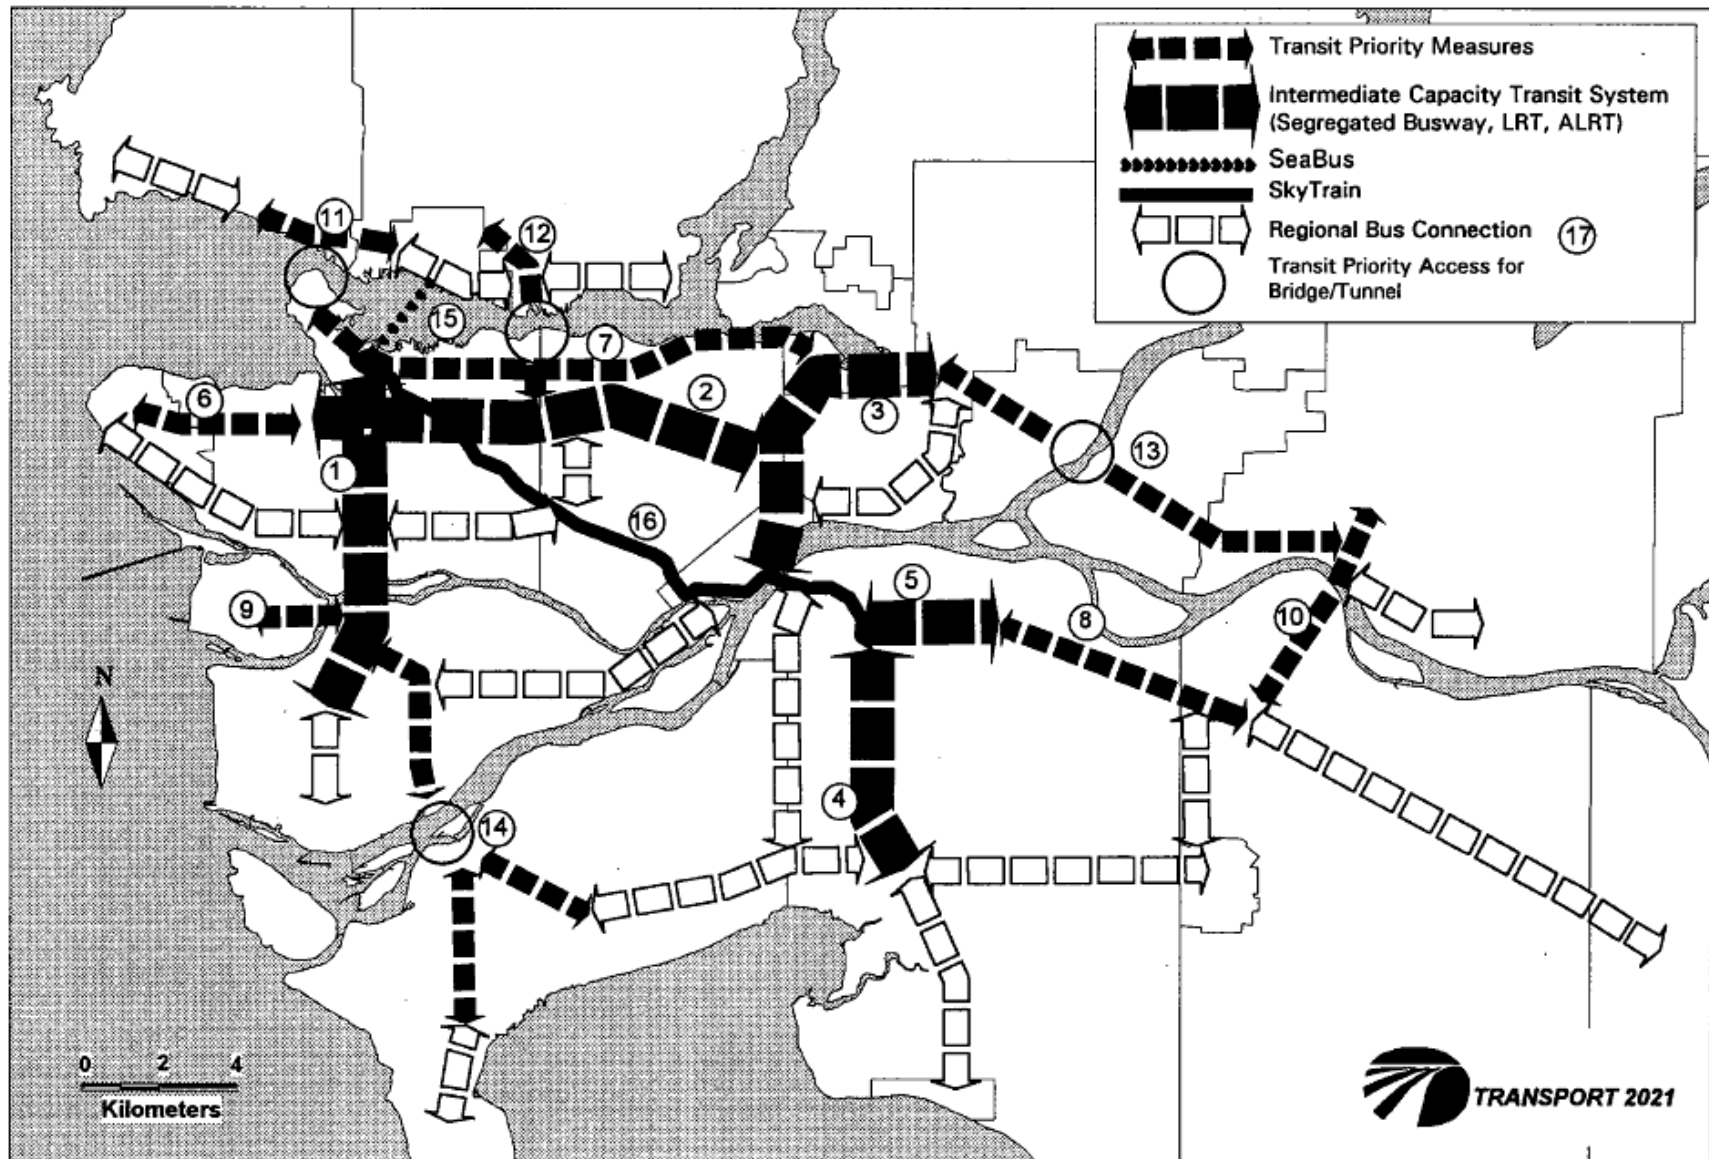 Transit Priority Measures
Intermediate Capacity Transit System
(Segregated Busway, LRT, ALRT)
SeaBus
SkyTrain
Regional Bus Connection 17
Transit Priority Access for
Bridge/Tunnel
11
12
15
7
6
2
3
1
13
16
5
9
8
10
N
4
14
0 2 4
Kilometers
TRANSPORT 2021